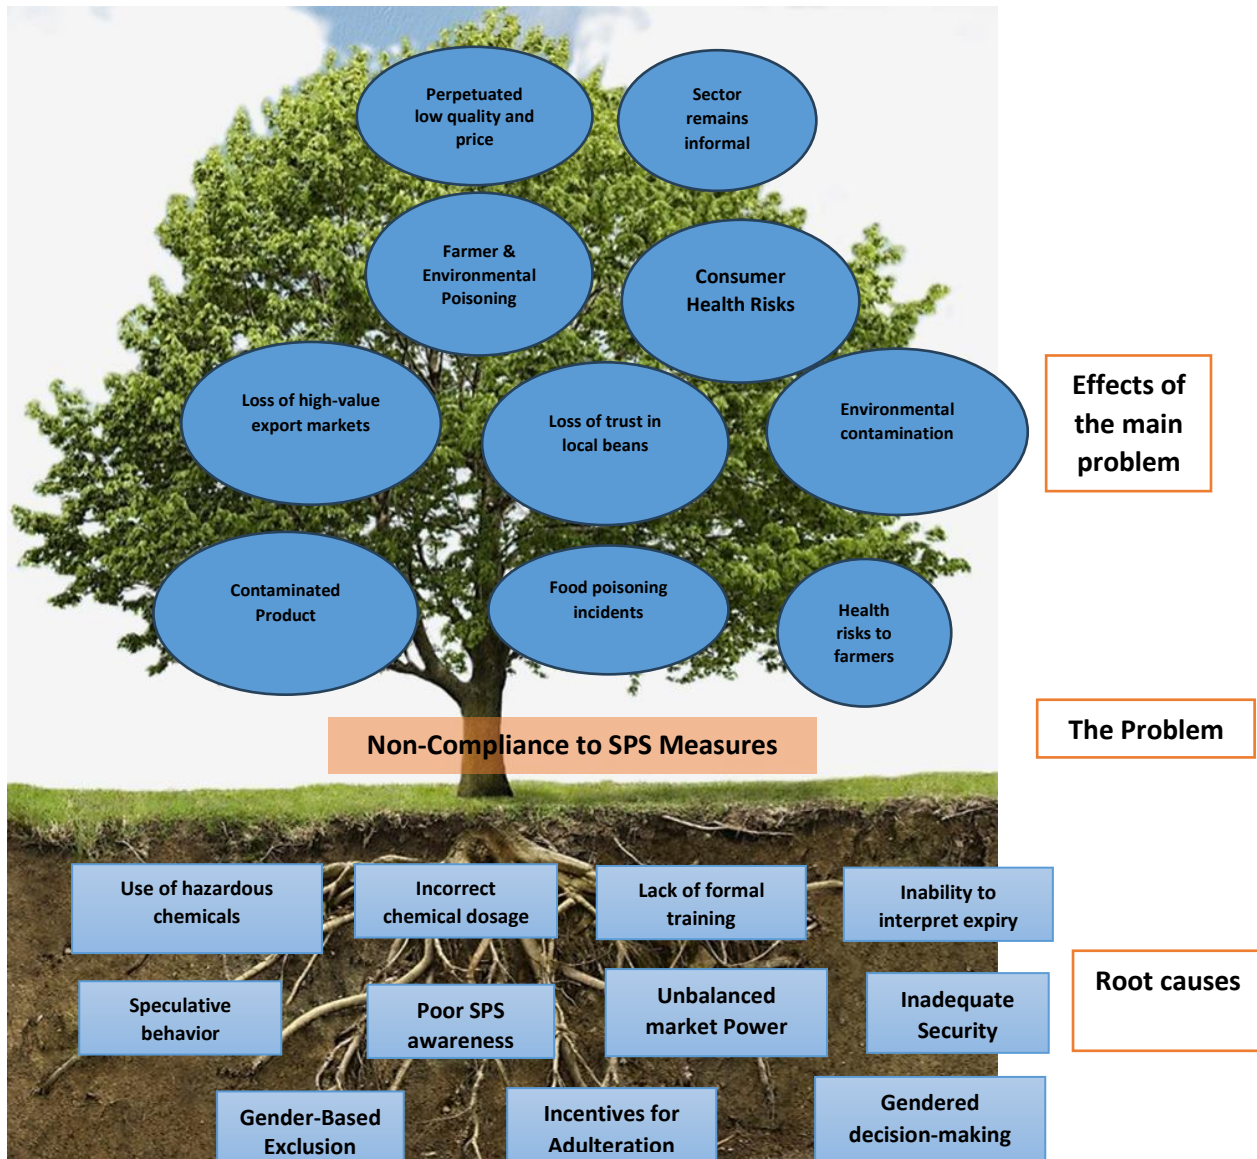 Perpetuated
low quality and
price
Sector
remains
informal
Farmer &
Environmental
Poisoning
Consumer
Health Risks
Loss of high-value
export markets
Loss of trust in
local beans
Environmental
contamination
Effects of
the main
problem
Contaminated
Product
Food poisoning
incidents
Health
risks to
farmers
Non-Compliance to SPS Measures
The Problem
Use of hazardous
chemicals
Incorrect
chemical dosage
Lack of formal
training
Inability to
interpret expiry
Speculative
behavior
Poor SPS
awareness
Unbalanced
market Power
Inadequate
Security
Root causes
Gender-Based
Exclusion
Incentives for
Adulteration
Gendered
decision-making